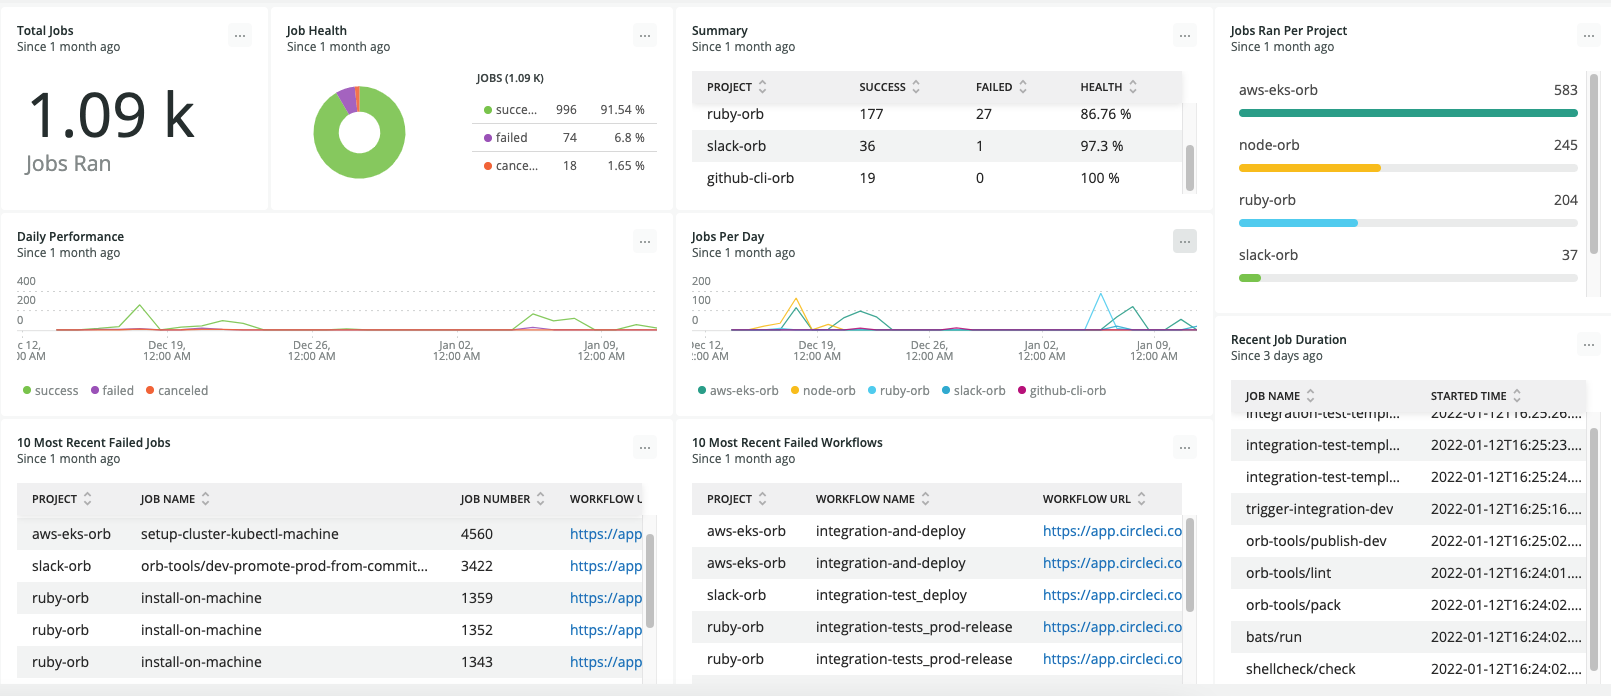 Total Jobs
Since 1 month ago
...
1.09 k
Jobs Ran
Job Health
Since 1 month ago
...
JOBS (1.09 K)
succe... 996 91.54 %
failed 74 6.8 %
cance... 18 1.65 %
Summary
Since 1 month ago
...
PROJECT SUCCESS FAILED HEALTH
ruby-orb 177 27 86.76 %
slack-orb 36 1 97.3 %
github-cli-orb 19 0 100 %
Jobs Ran Per Project
Since 1 month ago
...
aws-eks-orb 583
node-orb 245
ruby-orb 204
slack-orb 37
Daily Performance
Since 1 month ago
...
400
200
0
c 12, Dec 19, Dec 26, Jan 02, Jan 09,
00 AM 12:00 AM 12:00 AM 12:00 AM 12:00 AM
success failed canceled
Jobs Per Day
Since 1 month ago
...
200
100
0
Dec 12, Dec 19, Dec 26, Jan 02, Jan 09,
:00 AM 12:00 AM 12:00 AM 12:00 AM 12:00 AM
aws-eks-orb node-orb ruby-orb slack-orb github-cli-orb
Recent Job Duration
Since 3 days ago
...
JOB NAME STARTED TIME
integration-test-templ... 2022-01-12T16:25:26....
integration-test-templ... 2022-01-12T16:25:23....
integration-test-templ... 2022-01-12T16:25:24....
trigger-integration-dev 2022-01-12T16:25:16....
orb-tools/publish-dev 2022-01-12T16:25:02....
orb-tools/lint 2022-01-12T16:24:01....
orb-tools/pack 2022-01-12T16:24:02....
bats/run 2022-01-12T16:24:02....
shellcheck/check 2022-01-12T16:24:02....
10 Most Recent Failed Jobs
Since 1 month ago
...
PROJECT JOB NAME JOB NUMBER WORKFLOW U
aws-eks-orb setup-cluster-kubectl-machine 4560 https://app
slack-orb orb-tools/dev-promote-prod-from-commit... 3422 https://app
ruby-orb install-on-machine 1359 https://app
ruby-orb install-on-machine 1352 https://app
ruby-orb install-on-machine 1343 https://app
10 Most Recent Failed Workflows
Since 1 month ago
...
PROJECT WORKFLOW NAME WORKFLOW URL
aws-eks-orb integration-and-deploy https://app.circleci.co
aws-eks-orb integration-and-deploy https://app.circleci.co
slack-orb integration-test_deploy https://app.circleci.co
ruby-orb integration-tests_prod-release https://app.circleci.co
ruby-orb integration-tests_prod-release https://app.circleci.co